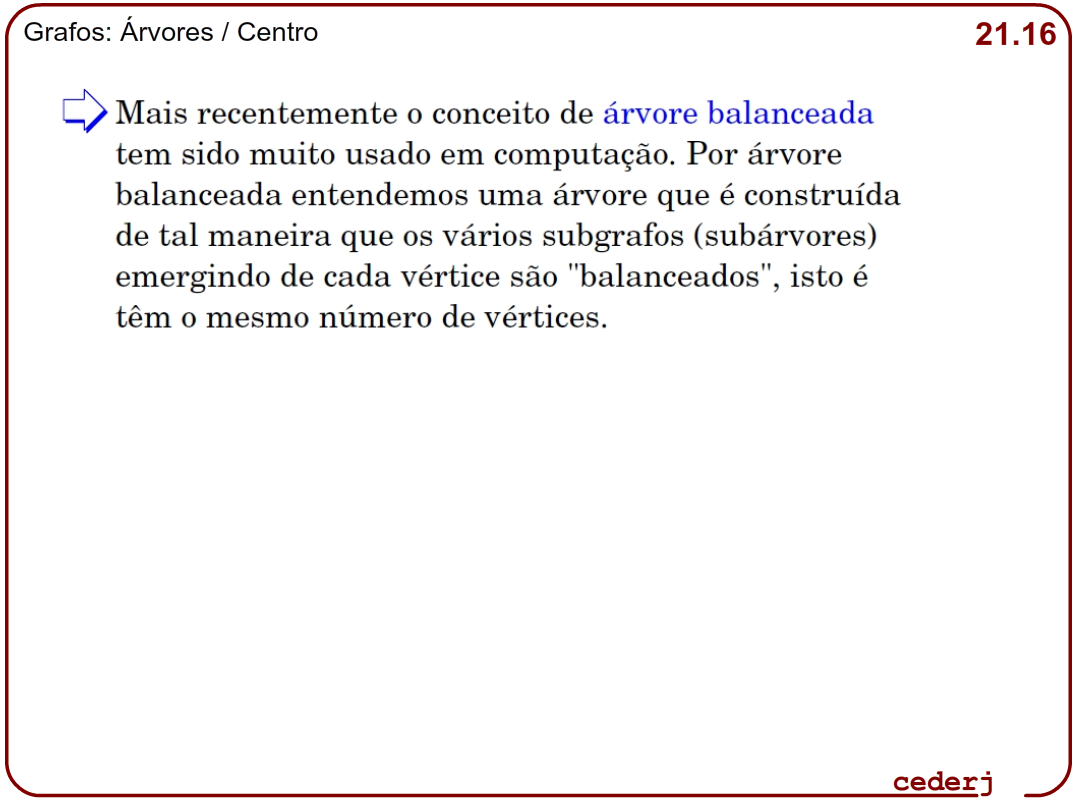 Grafos: Árvores / Centro
21.16
Mais recentemente o conceito de árvore balanceada
tem sido muito usado em computação. Por árvore
balanceada entendemos uma árvore que é construída
de tal maneira que os vários subgrafos (subárvores)
emergindo de cada vértice são "balanceados", isto é
têm o mesmo número de vértices.
cederj